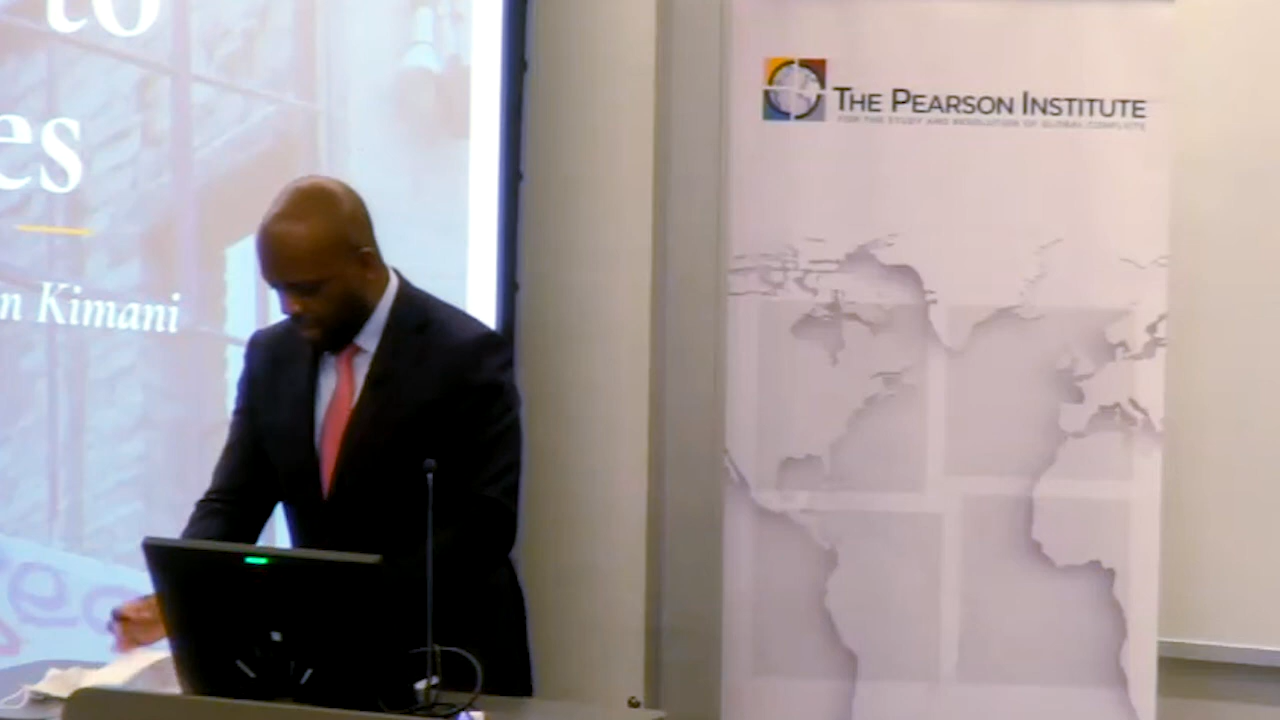 to
es
n Kimani
THE PEARSON INSTITUTE
FOR THE STUDY AND RESOLUTION OF GLOBAL CONFLICTS